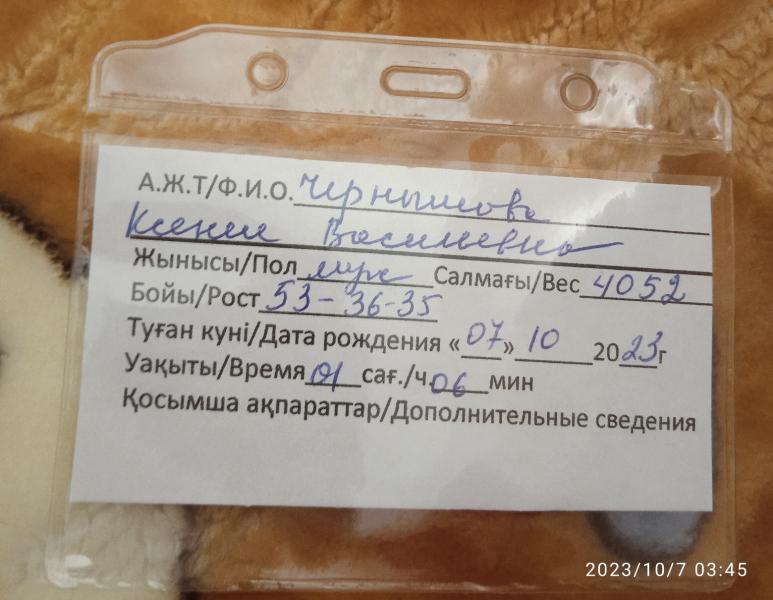 А.Ж.Т/Ф.И.О. Чернышова
Ксения Васильевна
Жынысы/Пол муж Салмағы/Вес 4052
Бойы/Рост 53-36-35
Туған күні/Дата рождения «07» 10 2023г
Уақыты/Время 01 сағ./ч. 06 мин
Қосымша ақпараттар/Дополнительные сведения
2023/10/7 03:45